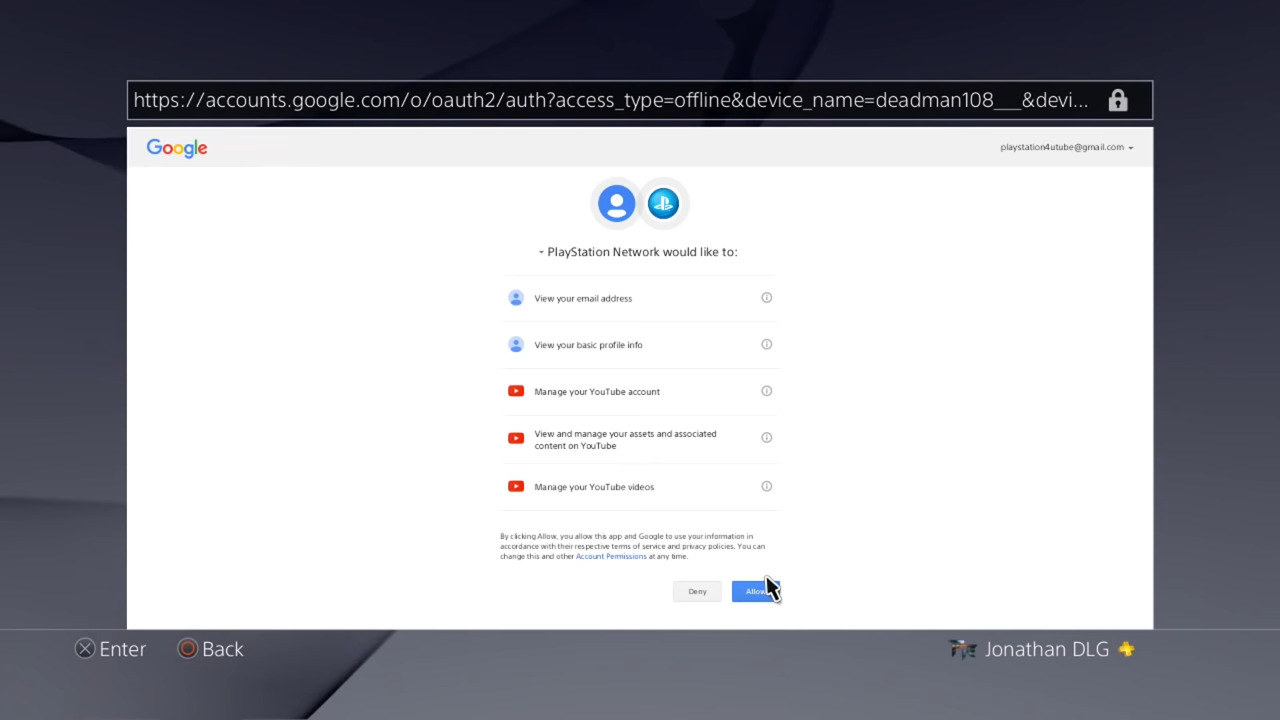 https://accounts.google.com/o/oauth2/auth?access_type=offline&device_name=deadman108___&devi...
Google
playstation4utube@gmail.com
PlayStation Network would like to:
View your email address
View your basic profile info
Manage your YouTube account
View and manage your assets and associated
content on YouTube
Manage your YouTube videos
By clicking Allow, you allow this app and Google to use your information in
accordance with their respective terms of service and privacy policies. You can
change this and other Account Permissions at any time.
Deny
Allow
Enter
Back
Jonathan DLG